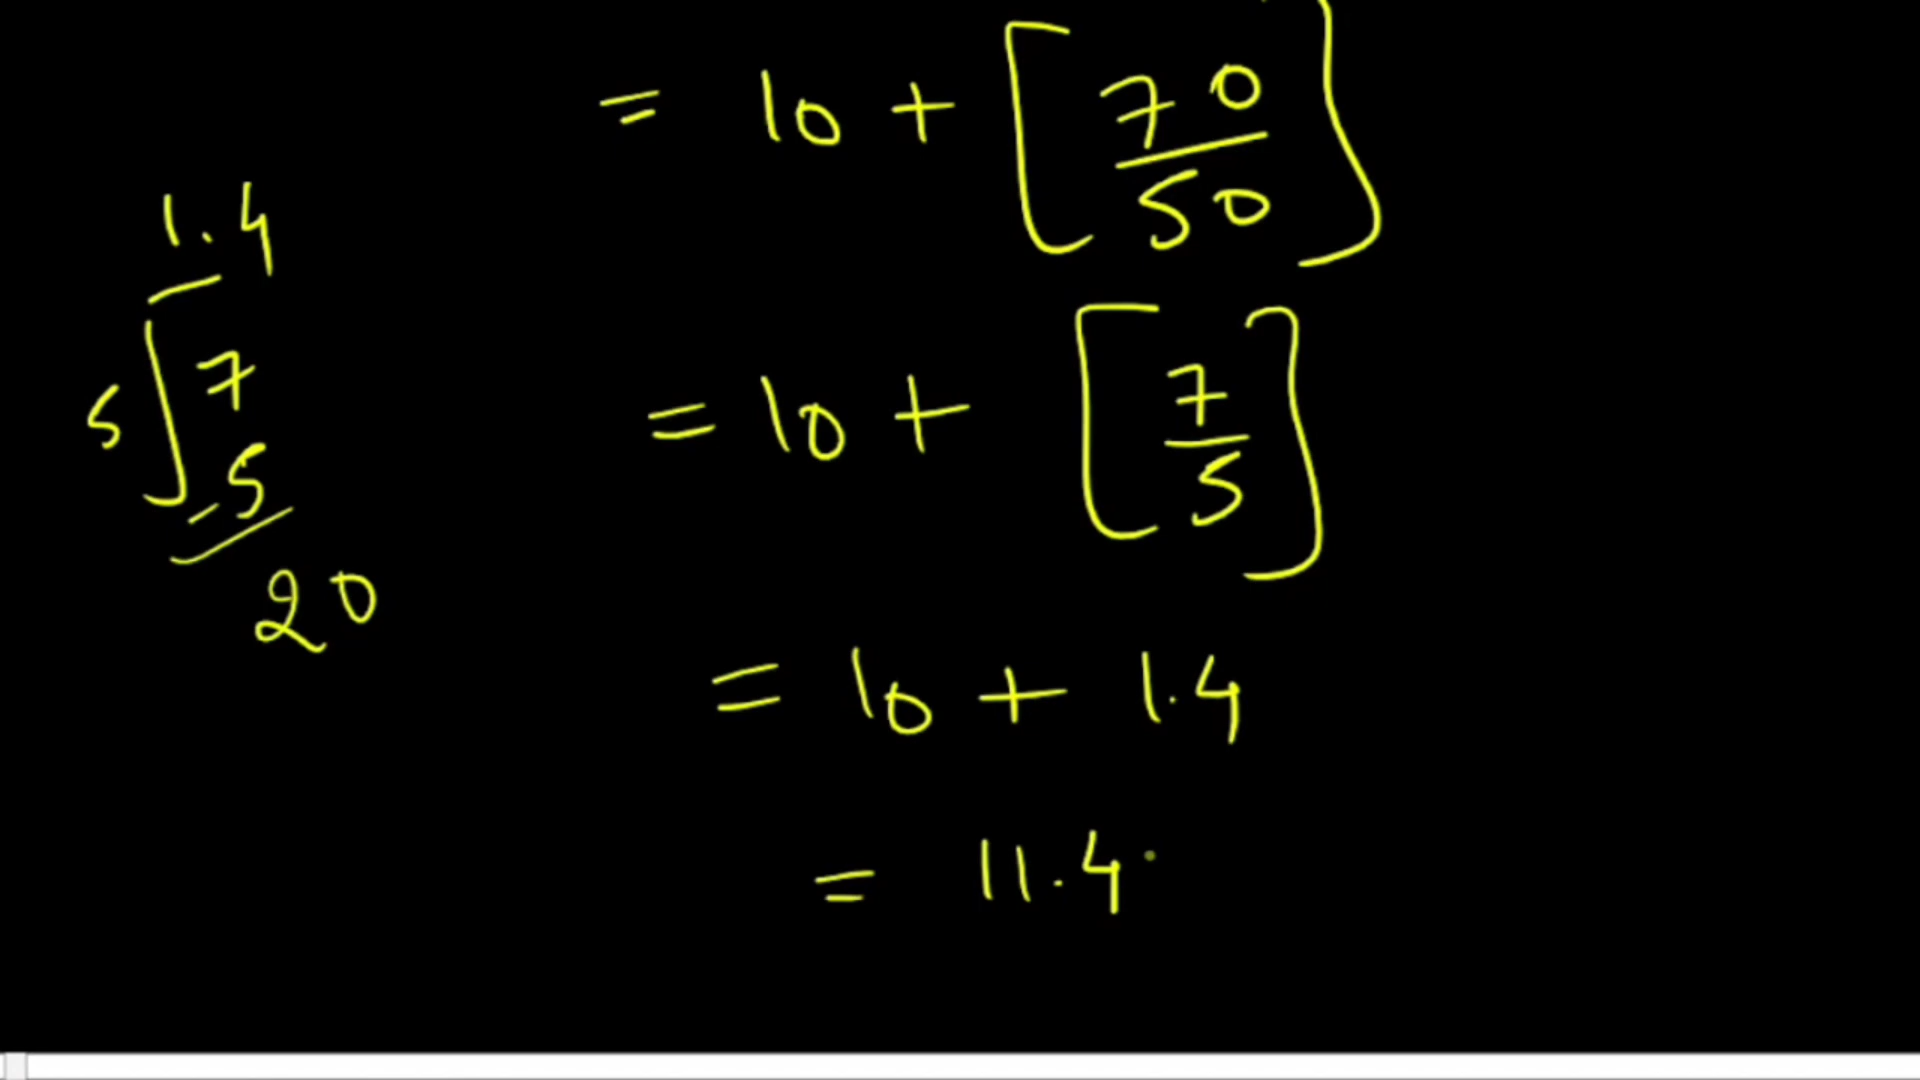 = 10 + [70/50]
= 10 + [7/5]
= 10 + 1.4
= 11.4
1.4
5 7
- 5
20